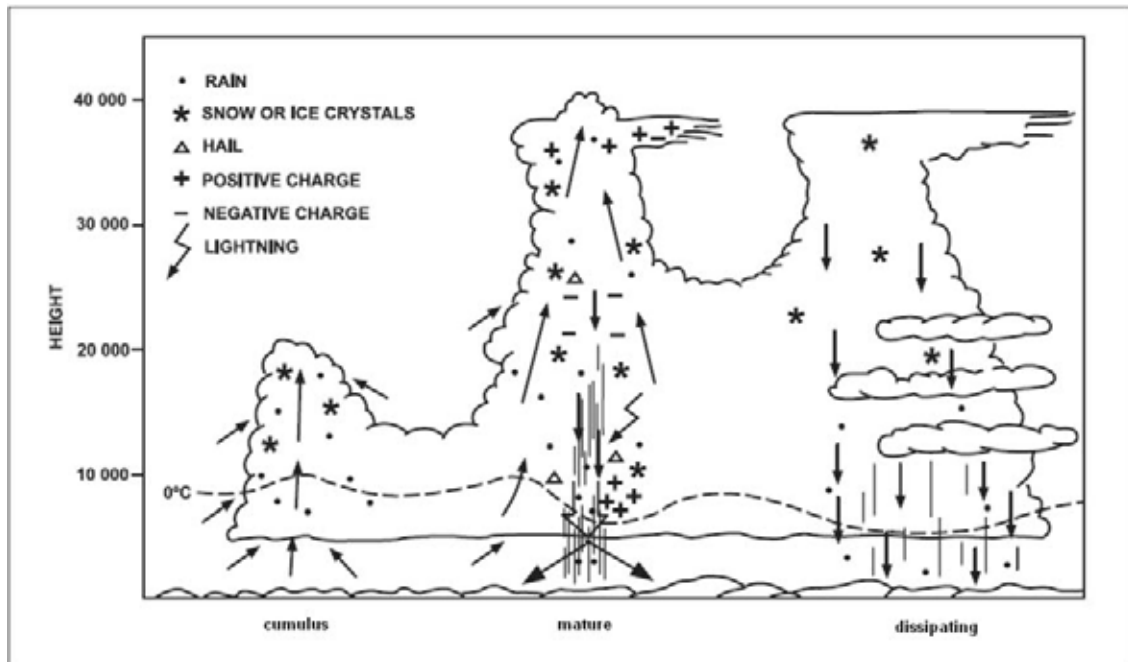 RAIN
SNOW OR ICE CRYSTALS
HAIL
POSITIVE CHARGE
NEGATIVE CHARGE
LIGHTNING
HEIGHT
40 000
30 000
20 000
10 000
0°C
cumulus
mature
dissipating